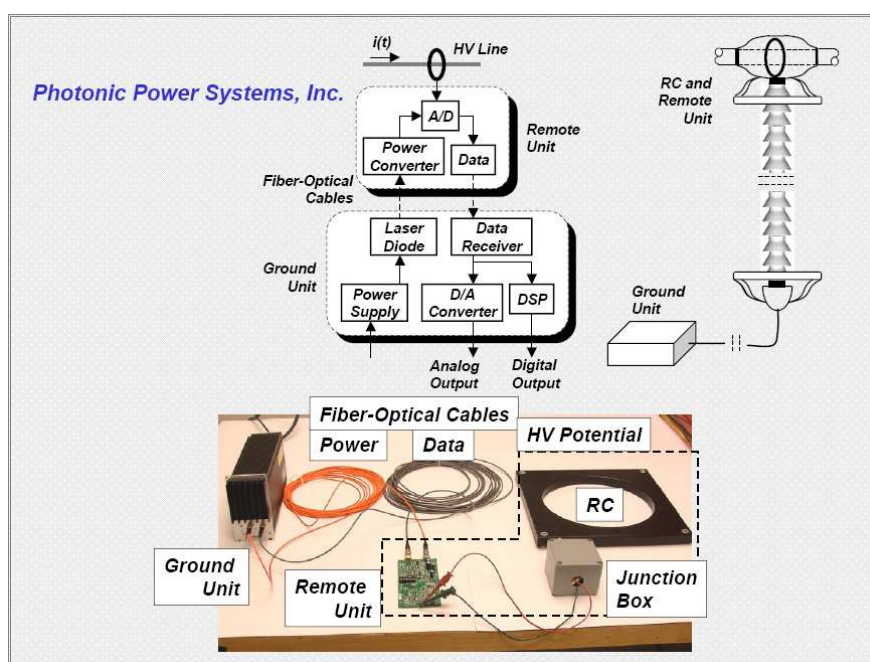 i(t)
HV Line
Photonic Power Systems, Inc.
A/D
Remote
Unit
Power
Converter
Data
Fiber-Optical
Cables
Laser
Diode
Data
Receiver
Ground
Unit
Power
Supply
D/A
Converter
DSP
Analog
Output
Digital
Output
RC and
Remote
Unit
Ground
Unit
Fiber-Optical Cables
Power
Data
HV Potential
RC
Ground
Unit
Remote
Unit
Junction
Box